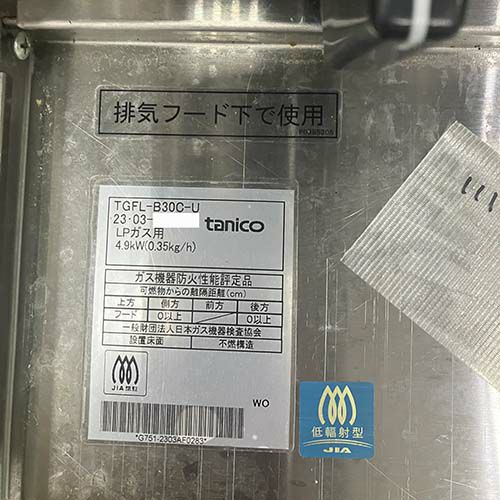 排気フード下で使用
TGFL-B30C-U
23·03-
tanico
LPガス用
4.9kW(0.35kg/h)
ガス機器防火性能評定品
可燃物からの離隔距離(cm)
上方 側方 前方 後方
フード 0以上 0以上
一般財団法人日本ガス機器検査協会
設置床面 不燃構造
WO
*G751-2303AF0283*
低輻射型
JIA